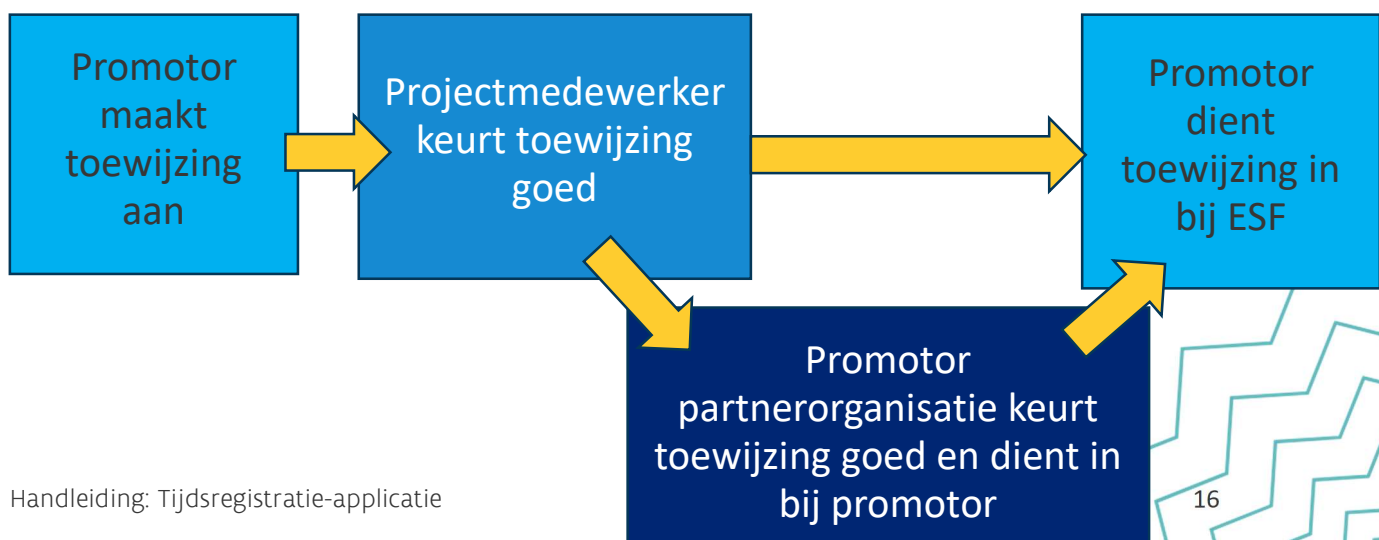 Promotor
maakt
toewijzing
aan
Projectmedewerker
keurt toewijzing
goed
Promotor
dient
toewijzing in
bij ESF
Promotor
partnerorganisatie keurt
toewijzing goed en dient in
bij promotor
Handleiding: Tijdsregistratie-applicatie
16